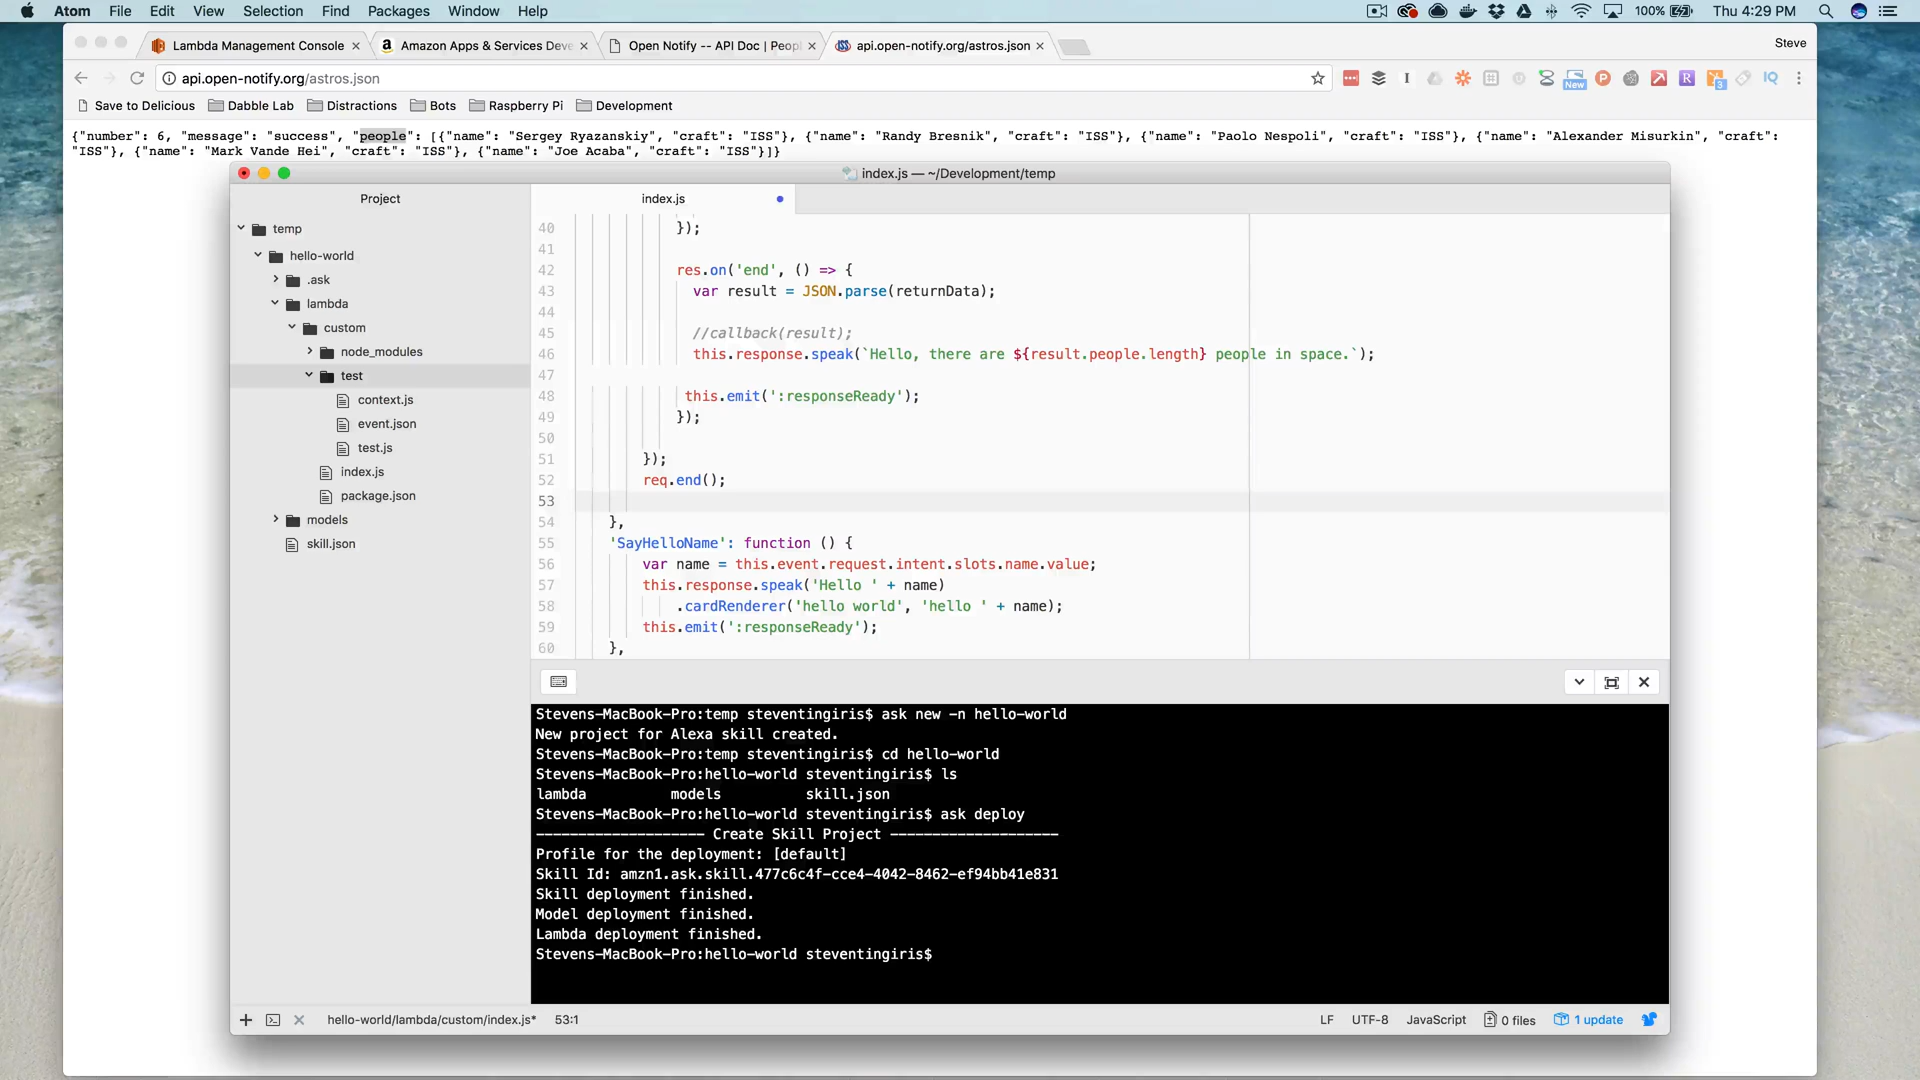 Atom File Edit View Selection Find Packages Window Help 100% Thu 4:29 PM
Lambda Management Console × Amazon Apps & Services Deve × Open Notify -- API Doc | Peop × api.open-notify.org/astros.json × Steve
api.open-notify.org/astros.json New 3
Save to Delicious Dabble Lab Distractions Bots Raspberry Pi Development
{"number": 6, "message": "success", "people": [{"name": "Sergey Ryazanskiy", "craft": "ISS"}, {"name": "Randy Bresnik", "craft": "ISS"}, {"name": "Paolo Nespoli", "craft": "ISS"}, {"name": "Alexander Misurkin", "craft":
"ISS"}, {"name": "Mark Vande Hei", "craft": "ISS"}, {"name": "Joe Acaba", "craft": "ISS"}]}
index.js — ~/Development/temp
Project
temp
hello-world
.ask
lambda
custom
node_modules
test
context.js
event.json
test.js
index.js
package.json
models
skill.json
index.js
40 });
41
42 res.on('end', () => {
43 var result = JSON.parse(returnData);
44
45 //callback(result);
46 this.response.speak(`Hello, there are ${result.people.length} people in space.`);
47
48 this.emit(':responseReady');
49 });
50
51 });
52 req.end();
53
54 },
55 'SayHelloName': function () {
56 var name = this.event.request.intent.slots.name.value;
57 this.response.speak('Hello ' + name)
58 .cardRenderer('hello world', 'hello ' + name);
59 this.emit(':responseReady');
60 },
Stevens-MacBook-Pro:temp steventingiris$ ask new -n hello-world
New project for Alexa skill created.
Stevens-MacBook-Pro:temp steventingiris$ cd hello-world
Stevens-MacBook-Pro:hello-world steventingiris$ ls
lambda models skill.json
Stevens-MacBook-Pro:hello-world steventingiris$ ask deploy
-------------------- Create Skill Project --------------------
Profile for the deployment: [default]
Skill Id: amzn1.ask.skill.477c6c4f-cce4-4042-8462-ef94bb41e831
Skill deployment finished.
Model deployment finished.
Lambda deployment finished.
Stevens-MacBook-Pro:hello-world steventingiris$
hello-world/lambda/custom/index.js* 53:1 LF UTF-8 JavaScript 0 files 1 update